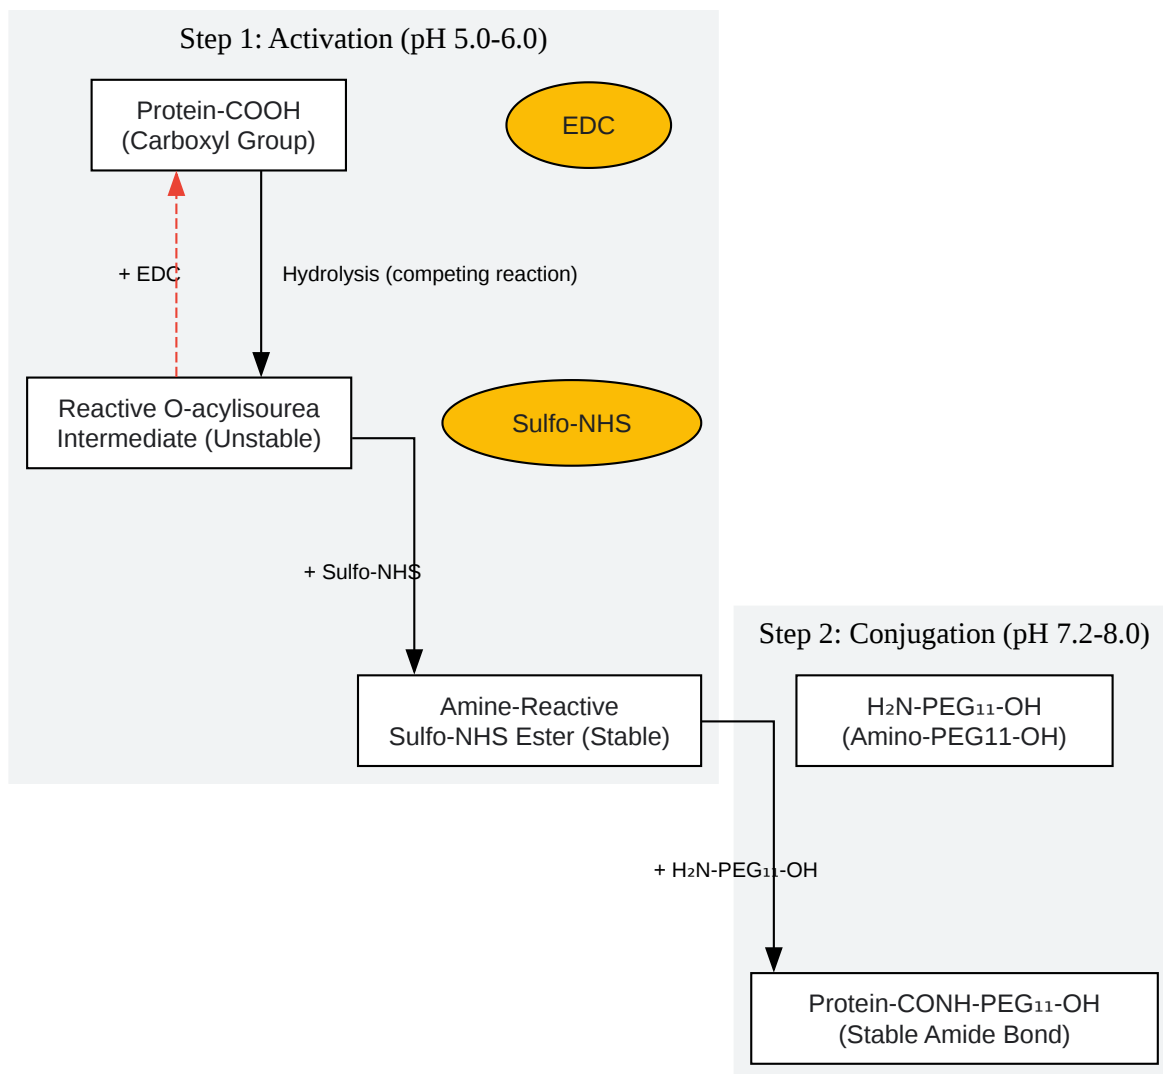 Step 1: Activation (pH 5.0-6.0)
Protein-COOH
(Carboxyl Group)
EDC
+ EDC
Hydrolysis (competing reaction)
Reactive O-acylisourea
Intermediate (Unstable)
Sulfo-NHS
+ Sulfo-NHS
Step 2: Conjugation (pH 7.2-8.0)
Amine-Reactive
Sulfo-NHS Ester (Stable)
H₂N-PEG₁₁-OH
(Amino-PEG11-OH)
+ H₂N-PEG₁₁-OH
Protein-CONH-PEG₁₁-OH
(Stable Amide Bond)